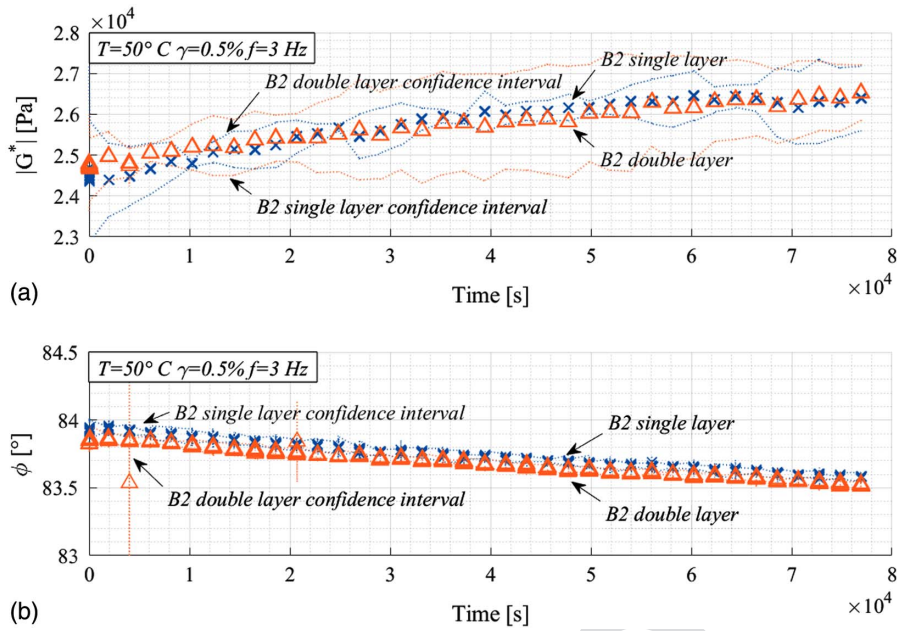 ×10⁴
2.8
2.7
2.6
2.5
2.4
2.3
|G*| [Pa]
T=50° C γ=0.5% f=3 Hz
B2 double layer confidence interval
B2 single layer
B2 double layer
B2 single layer confidence interval
0 1 2 3 4 5 6 7 8
×10⁴
Time [s]
(a)
84.5
84
83.5
83
ϕ [°]
T=50° C γ=0.5% f=3 Hz
B2 single layer confidence interval
B2 single layer
B2 double layer confidence interval
B2 double layer
0 1 2 3 4 5 6 7 8
×10⁴
Time [s]
(b)